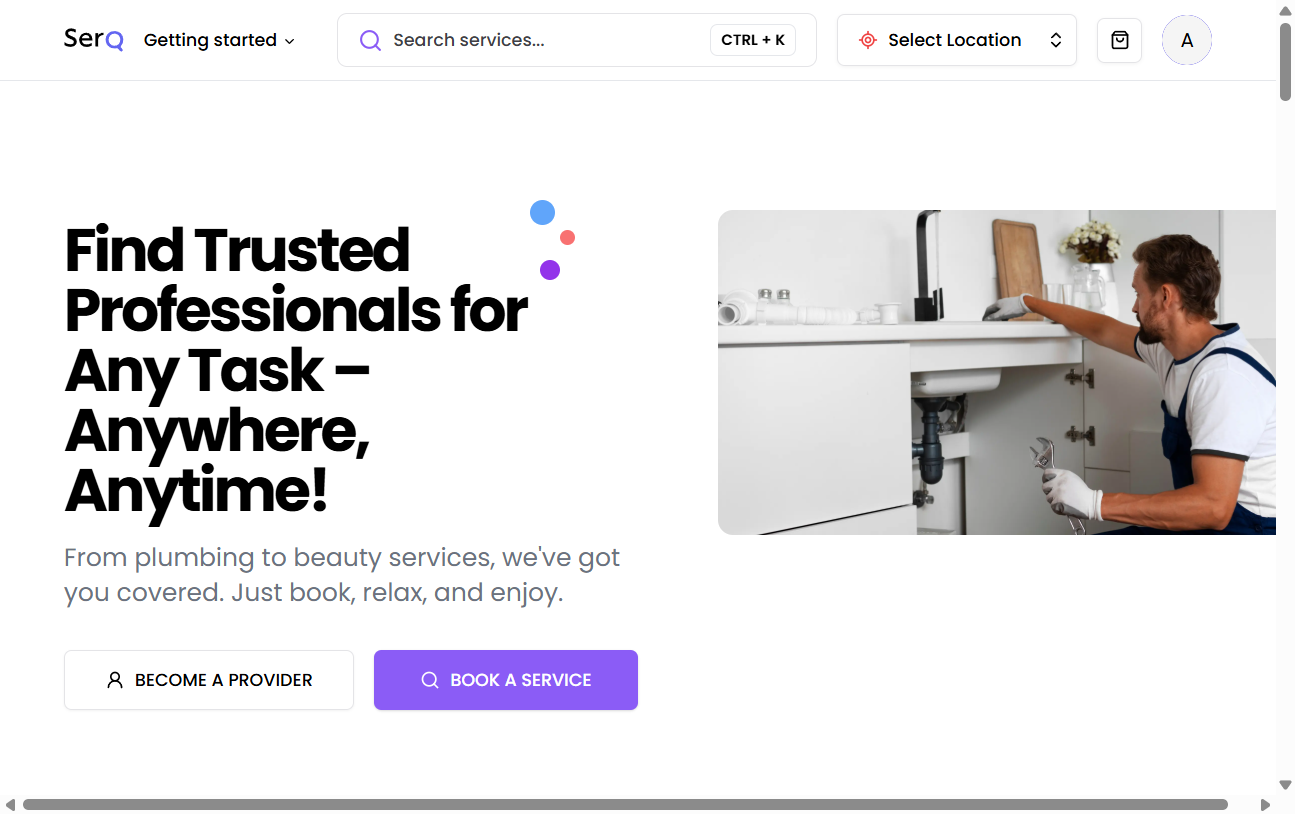 SerQ
Getting started
Search services...
CTRL + K
Select Location
A
Find Trusted
Professionals for
Any Task –
Anywhere,
Anytime!
From plumbing to beauty services, we've got
you covered. Just book, relax, and enjoy.
BECOME A PROVIDER
BOOK A SERVICE